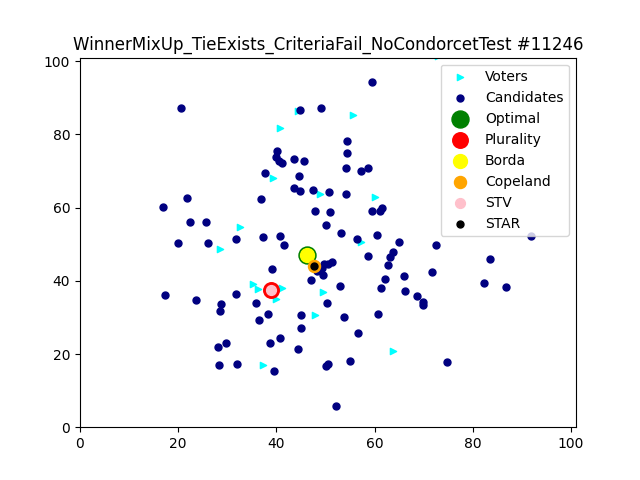 WinnerMixUp_TieExists_CriteriaFail_NoCondorcetTest #11246
100
80
60
40
20
0
0 20 40 60 80 100
Voters
Candidates
Optimal
Plurality
Borda
Copeland
STV
STAR